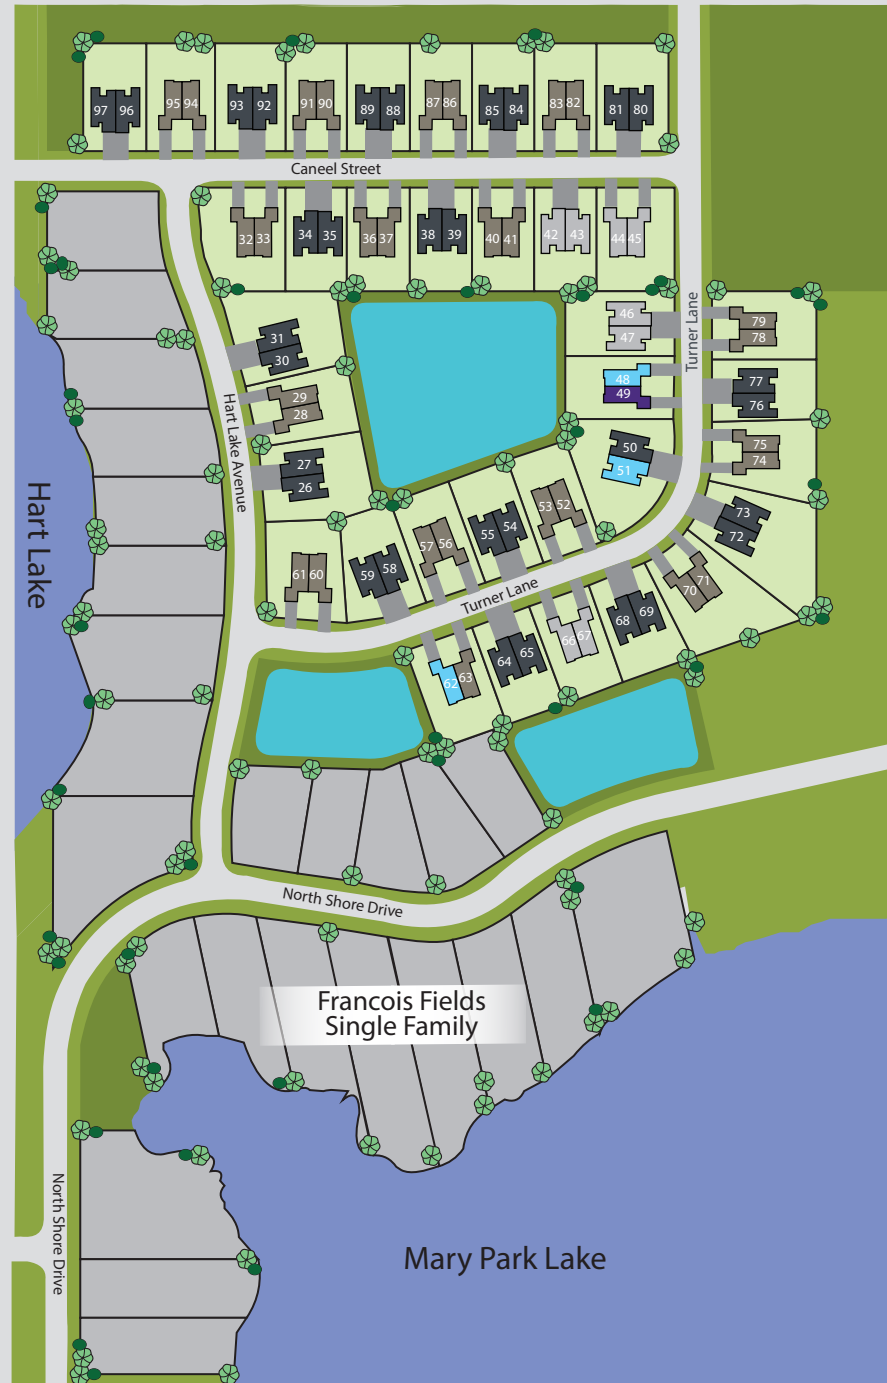 97 96 95 94 93 92 91 90 89 88 87 86 85 84 83 82 81 80
Caneel Street
32 33 34 35 36 37 38 39 40 41 42 43 44 45
31
30
29
28
27
26
Hart Lake Avenue
Hart Lake
46
47
48
49
50
51
Turner Lane
79
78
77
76
75
74
73
72
71
70
61 60 59 58 57 56 55 54 53 52
Turner Lane
62 63 64 65 66 67 68 69
North Shore Drive
Francois Fields
Single Family
North Shore Drive
Mary Park Lake